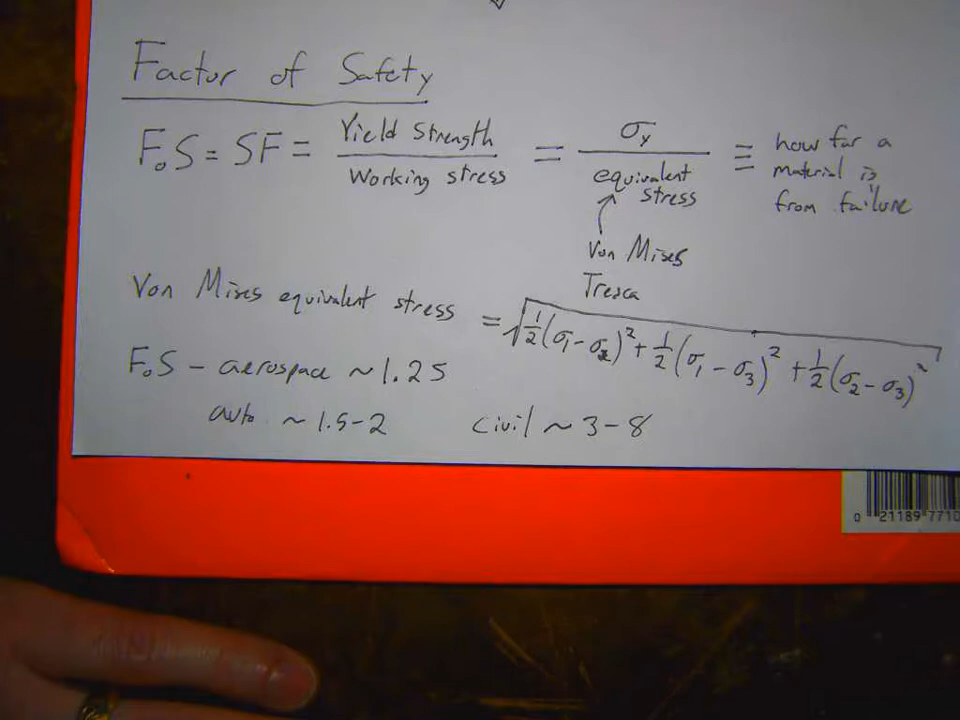 Factor of Safety
F.o.S = SF = Yield Strength / Working stress = σy / equivalent stress ≡ how far a material is from failure
Von Mises
Tresca
Von Mises equivalent stress = √(½(σ1 - σ2)² + ½(σ1 - σ3)² + ½(σ2 - σ3)²)
F.o.S - aerospace ~1.25
auto ~ 1.5-2 civil ~ 3-8
0 21189 7710